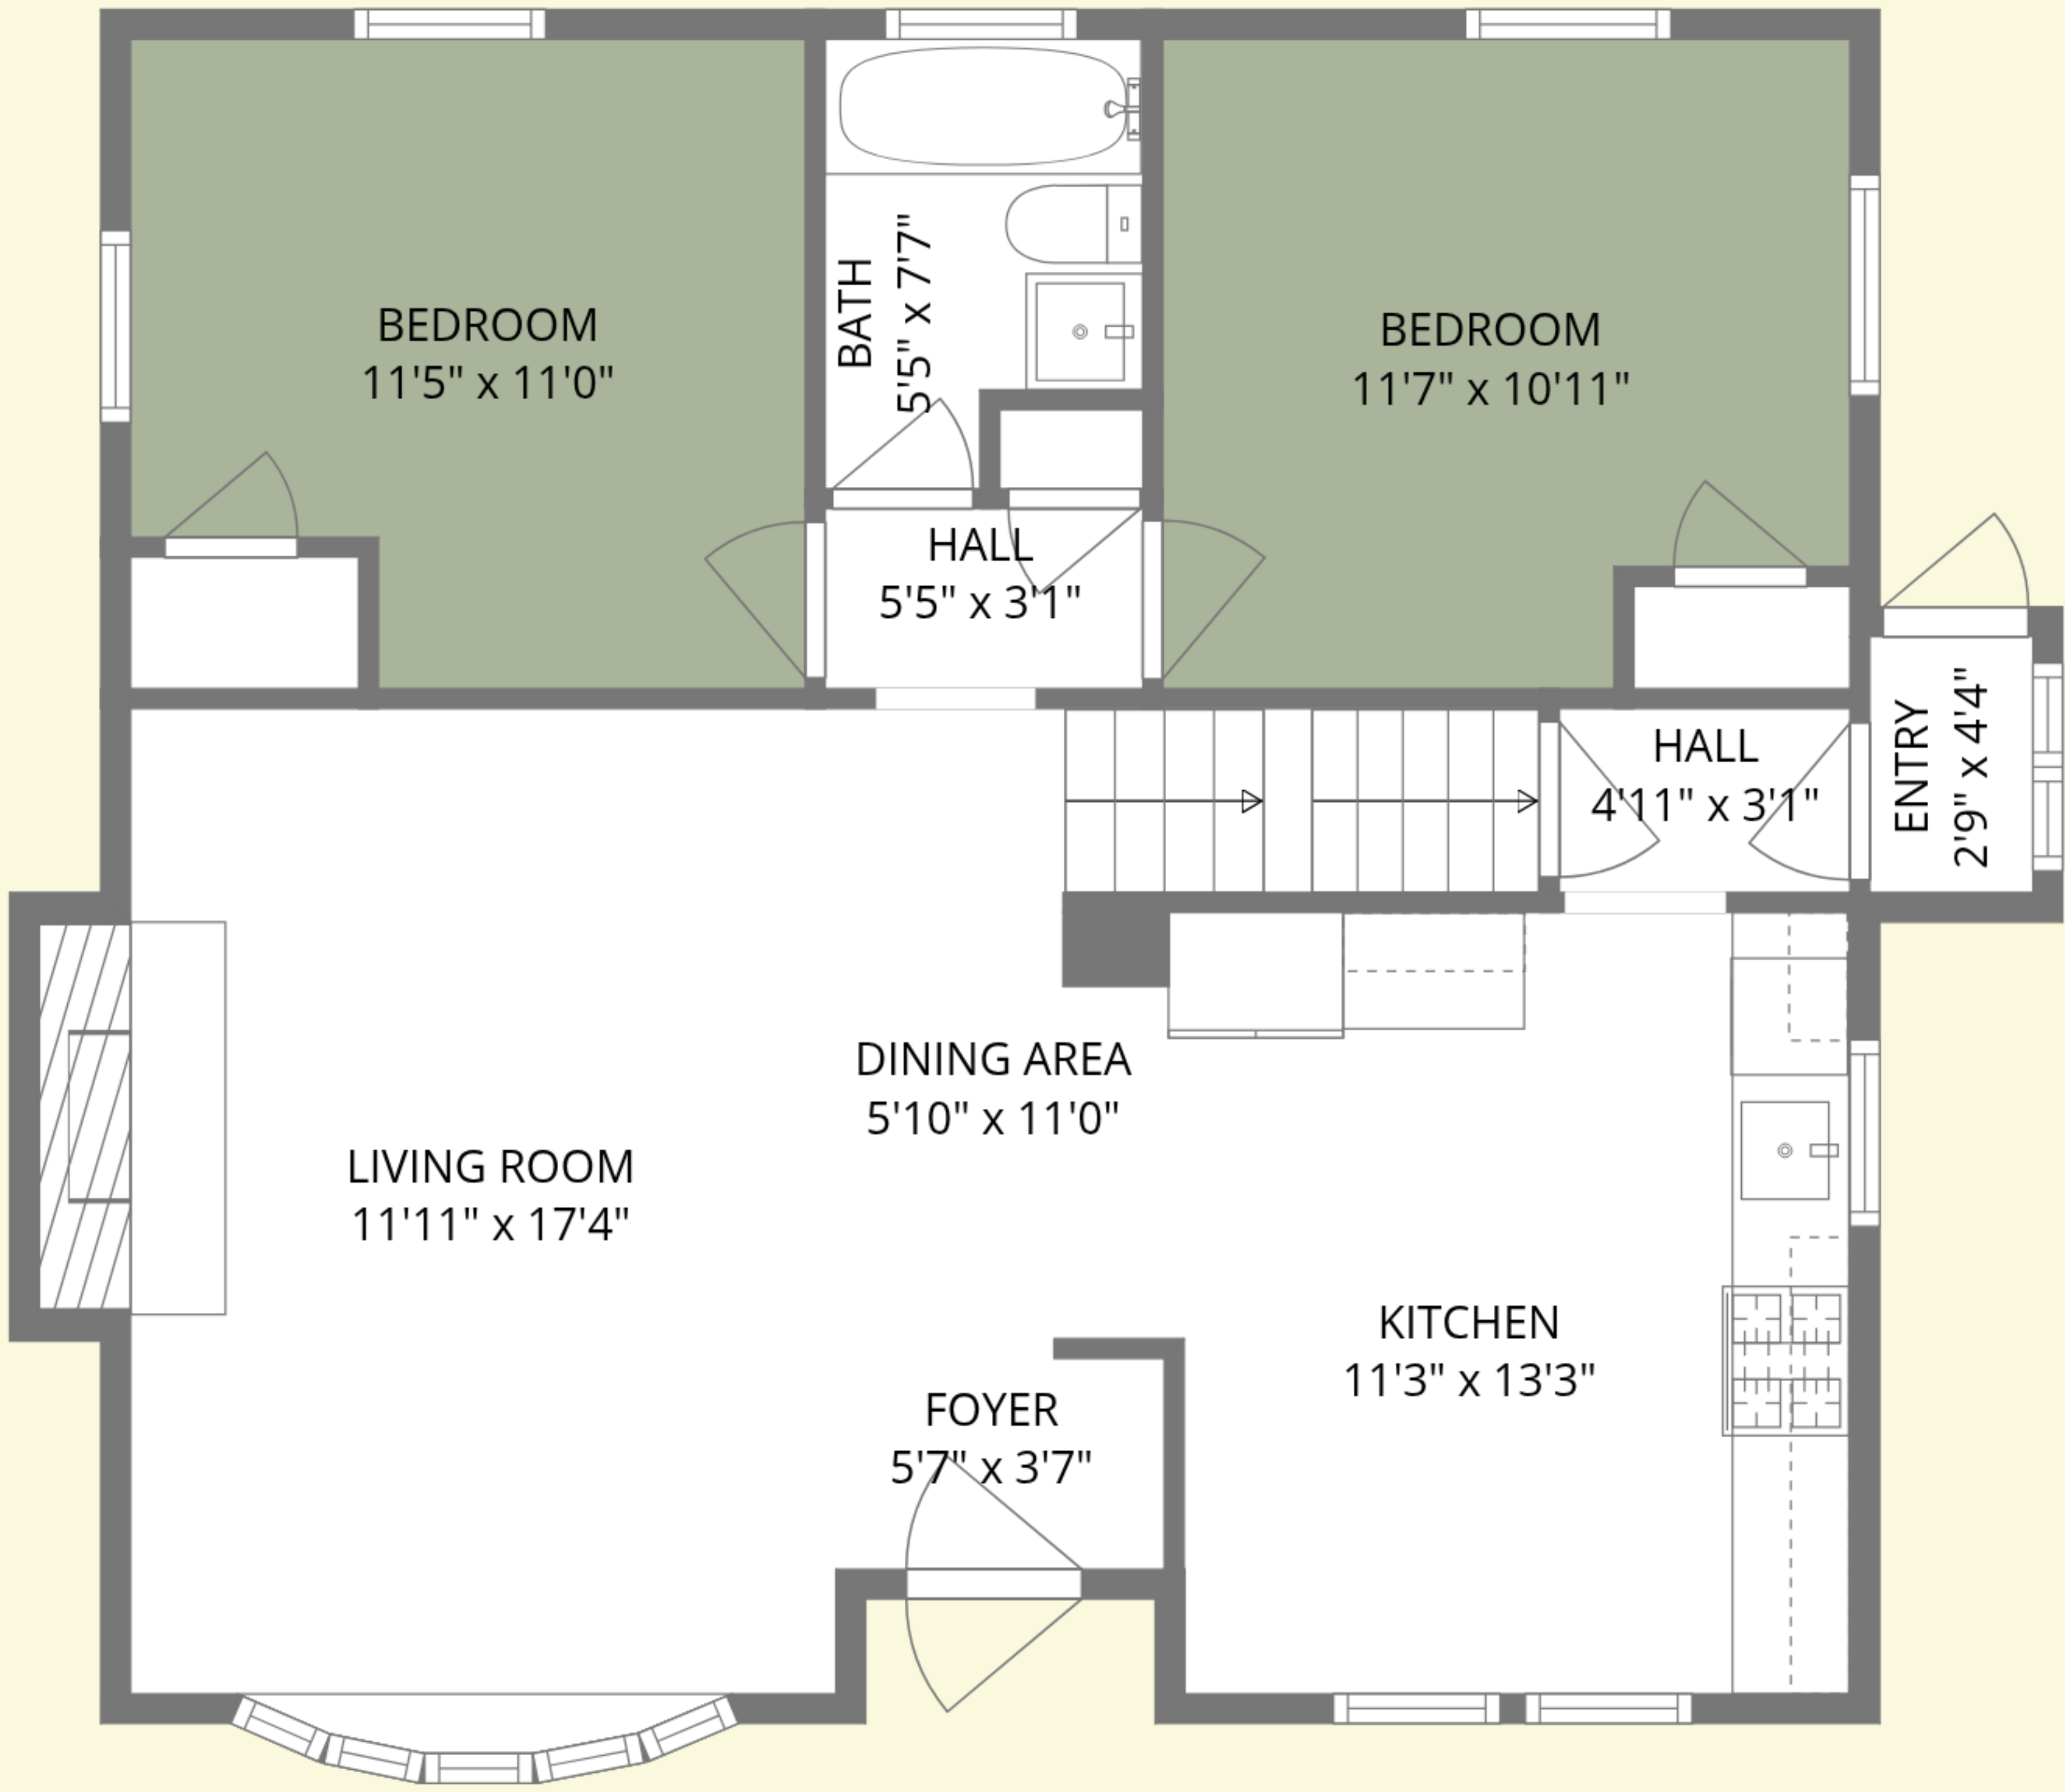 BEDROOM
11'5" x 11'0"
BATH
5'5" x 7'7"
BEDROOM
11'7" x 10'11"
HALL
5'5" x 3'1"
HALL
4'11" x 3'1"
ENTRY
2'9" x 4'4"
DINING AREA
5'10" x 11'0"
LIVING ROOM
11'11" x 17'4"
KITCHEN
11'3" x 13'3"
FOYER
5'7" x 3'7"